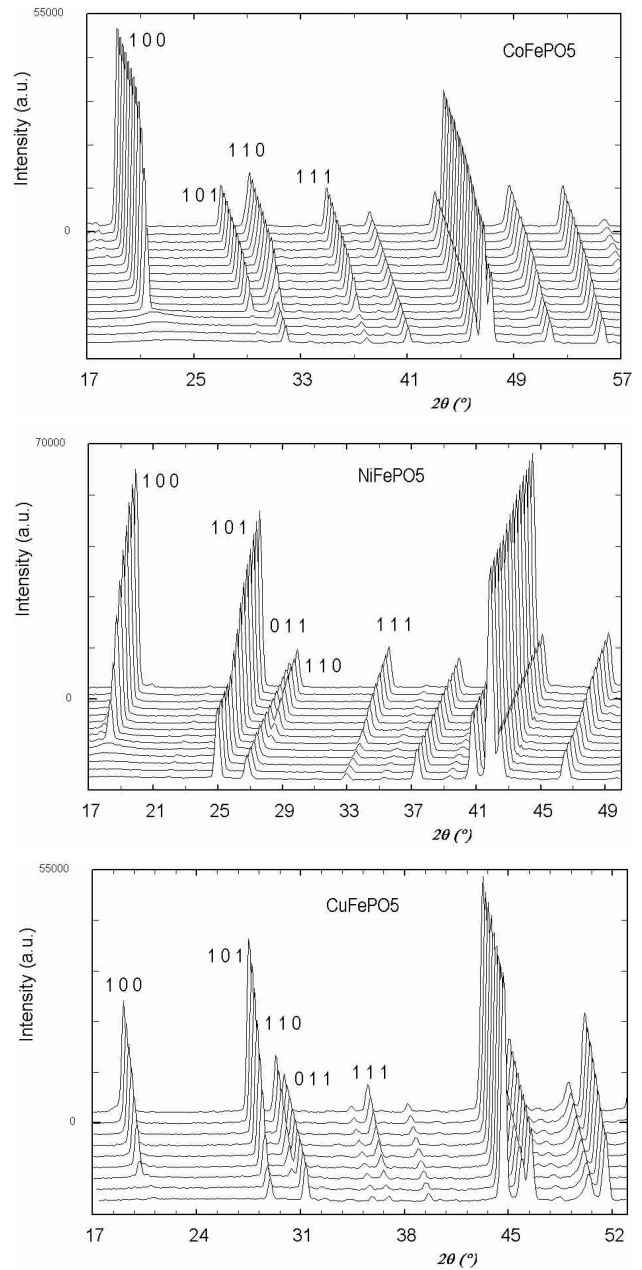 55000
1 0 0
CoFePO5
Intensity (a.u.)
1 1 0
1 0 1
1 1 1
0
17 25 33 41 49 57
2θ (°)
70000
1 0 0
NiFePO5
Intensity (a.u.)
1 0 1
0 1 1
1 1 1
1 1 0
0
17 21 25 29 33 37 41 45 49
2θ (°)
55000
CuFePO5
Intensity (a.u.)
1 0 1
1 0 0
1 1 0
0 1 1
1 1 1
0
17 24 31 38 45 52
2θ (°)